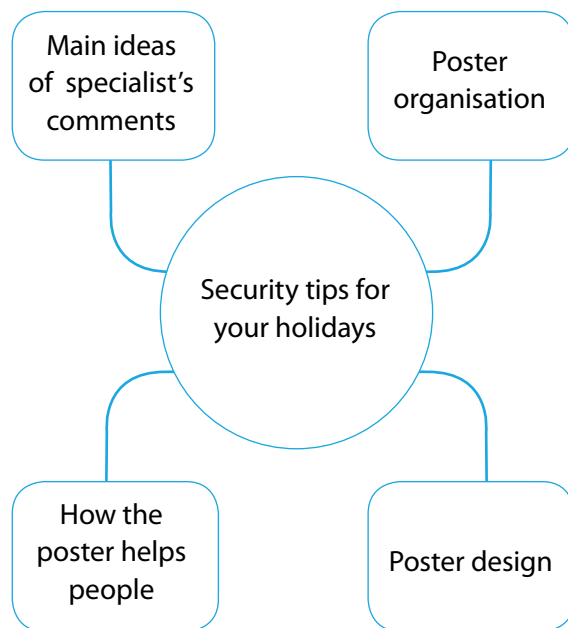 Main ideas
of specialist's
comments
Poster
organisation
Security tips for
your holidays
How the
poster helps
people
Poster design